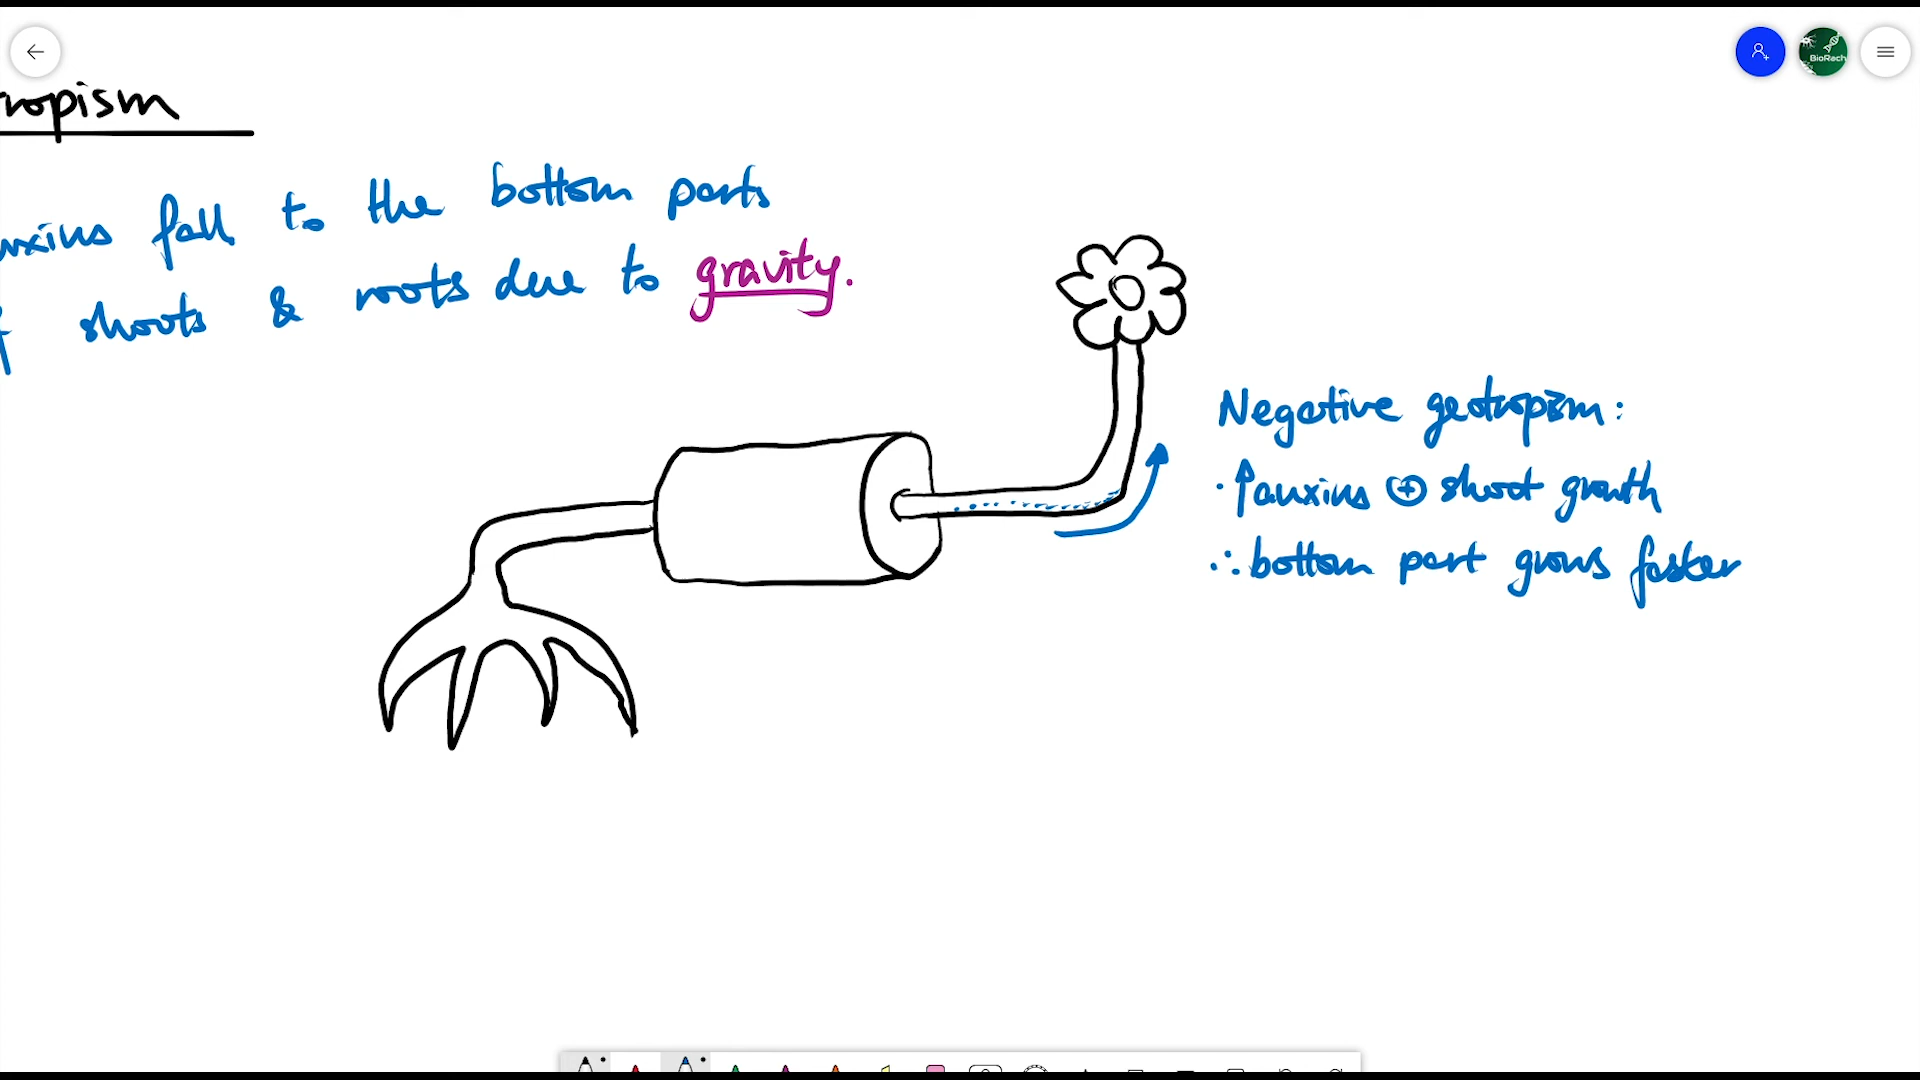 ropism
uxins fall to the bottom parts
f shoots & roots due to gravity.
Negative geotropism:
· ↑ auxins ⊕ shoot growth
∴ bottom part grows faster
BioRach